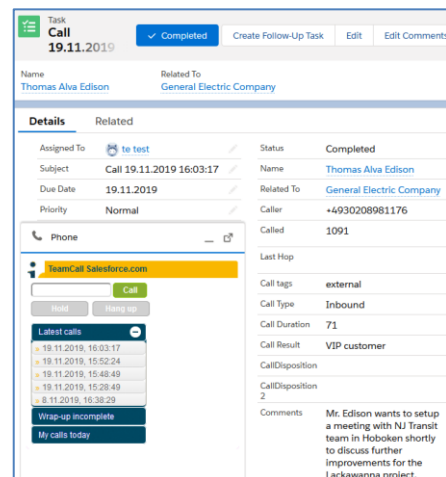 Task
Call
19.11.2019
Completed
Create Follow-Up Task
Edit
Edit Comments
Name
Thomas Alva Edison
Related To
General Electric Company
Details
Related
Assigned To
te test
Subject
Call 19.11.2019 16:03:17
Due Date
19.11.2019
Priority
Normal
Phone
TeamCall Salesforce.com
Call
Hold
Hang up
Latest calls
19.11.2019, 16:03:17
19.11.2019, 15:52:24
19.11.2019, 15:48:49
19.11.2019, 15:28:49
8.11.2019, 16:38:29
Wrap-up incomplete
My calls today
Status
Completed
Name
Thomas Alva Edison
Related To
General Electric Company
Caller
+4930208981176
Called
1091
Last Hop
Call tags
external
Call Type
Inbound
Call Duration
71
Call Result
VIP customer
CallDisposition
CallDisposition
2
Comments
Mr. Edison wants to setup
a meeting with NJ Transit
team in Hoboken shortly
to discuss further
improvements for the
Lackawanna project.